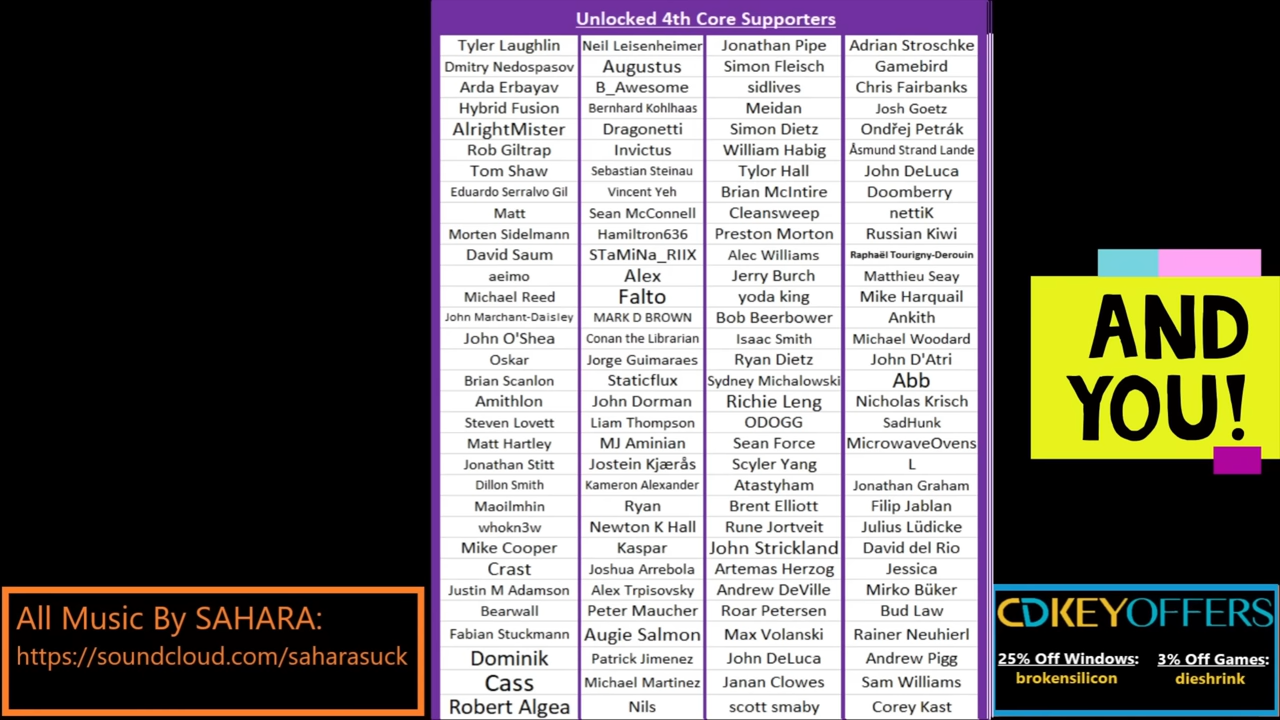 Unlocked 4th Core Supporters
Tyler Laughlin Neil Leisenheimer Jonathan Pipe Adrian Stroschke
Dmitry Nedospasov Augustus Simon Fleisch Gamebird
Arda Erbayav B_Awesome sidlives Chris Fairbanks
Hybrid Fusion Bernhard Kohlhaas Meidan Josh Goetz
AlrightMister Dragonetti Simon Dietz Ondřej Petrák
Rob Giltrap Invictus William Habig Åsmund Strand Lande
Tom Shaw Sebastian Steinau Tylor Hall John DeLuca
Eduardo Serralvo Gil Vincent Yeh Brian McIntire Doomberry
Matt Sean McConnell Cleansweep nettiK
Morten Sidelmann Hamiltron636 Preston Morton Russian Kiwi
David Saum STaMiNa_RIIX Alec Williams Raphaël Tourigny-Derouin
aeimo Alex Jerry Burch Matthieu Seay
Michael Reed Falto yoda king Mike Harquail
John Marchant-Daisley MARK D BROWN Bob Beerbower Ankith
John O'Shea Conan the Librarian Isaac Smith Michael Woodard
Oskar Jorge Guimaraes Ryan Dietz John D'Atri
Brian Scanlon Staticflux Sydney Michalowski Abb
Amithlon John Dorman Richie Leng Nicholas Krisch
Steven Lovett Liam Thompson ODOGG SadHunk
Matt Hartley MJ Aminian Sean Force MicrowaveOvens
Jonathan Stitt Jostein Kjærås Scyler Yang L
Dillon Smith Kameron Alexander Atastyham Jonathan Graham
Maoilmhin Ryan Brent Elliott Filip Jablan
whokn3w Newton K Hall Rune Jortveit Julius Lüdicke
Mike Cooper Kaspar John Strickland David del Rio
Crast Joshua Arrebola Artemas Herzog Jessica
Justin M Adamson Alex Trpisovsky Andrew DeVille Mirko Büker
Bearwall Peter Maucher Roar Petersen Bud Law
Fabian Stuckmann Augie Salmon Max Volanski Rainer Neuhierl
Dominik Patrick Jimenez John DeLuca Andrew Pigg
Cass Michael Martinez Janan Clowes Sam Williams
Robert Algea Nils scott smaby Corey Kast
AND
YOU!
All Music By SAHARA:
https://soundcloud.com/saharasuck
CDKEYOFFERS
25% Off Windows: 3% Off Games:
brokensilicon dieshrink